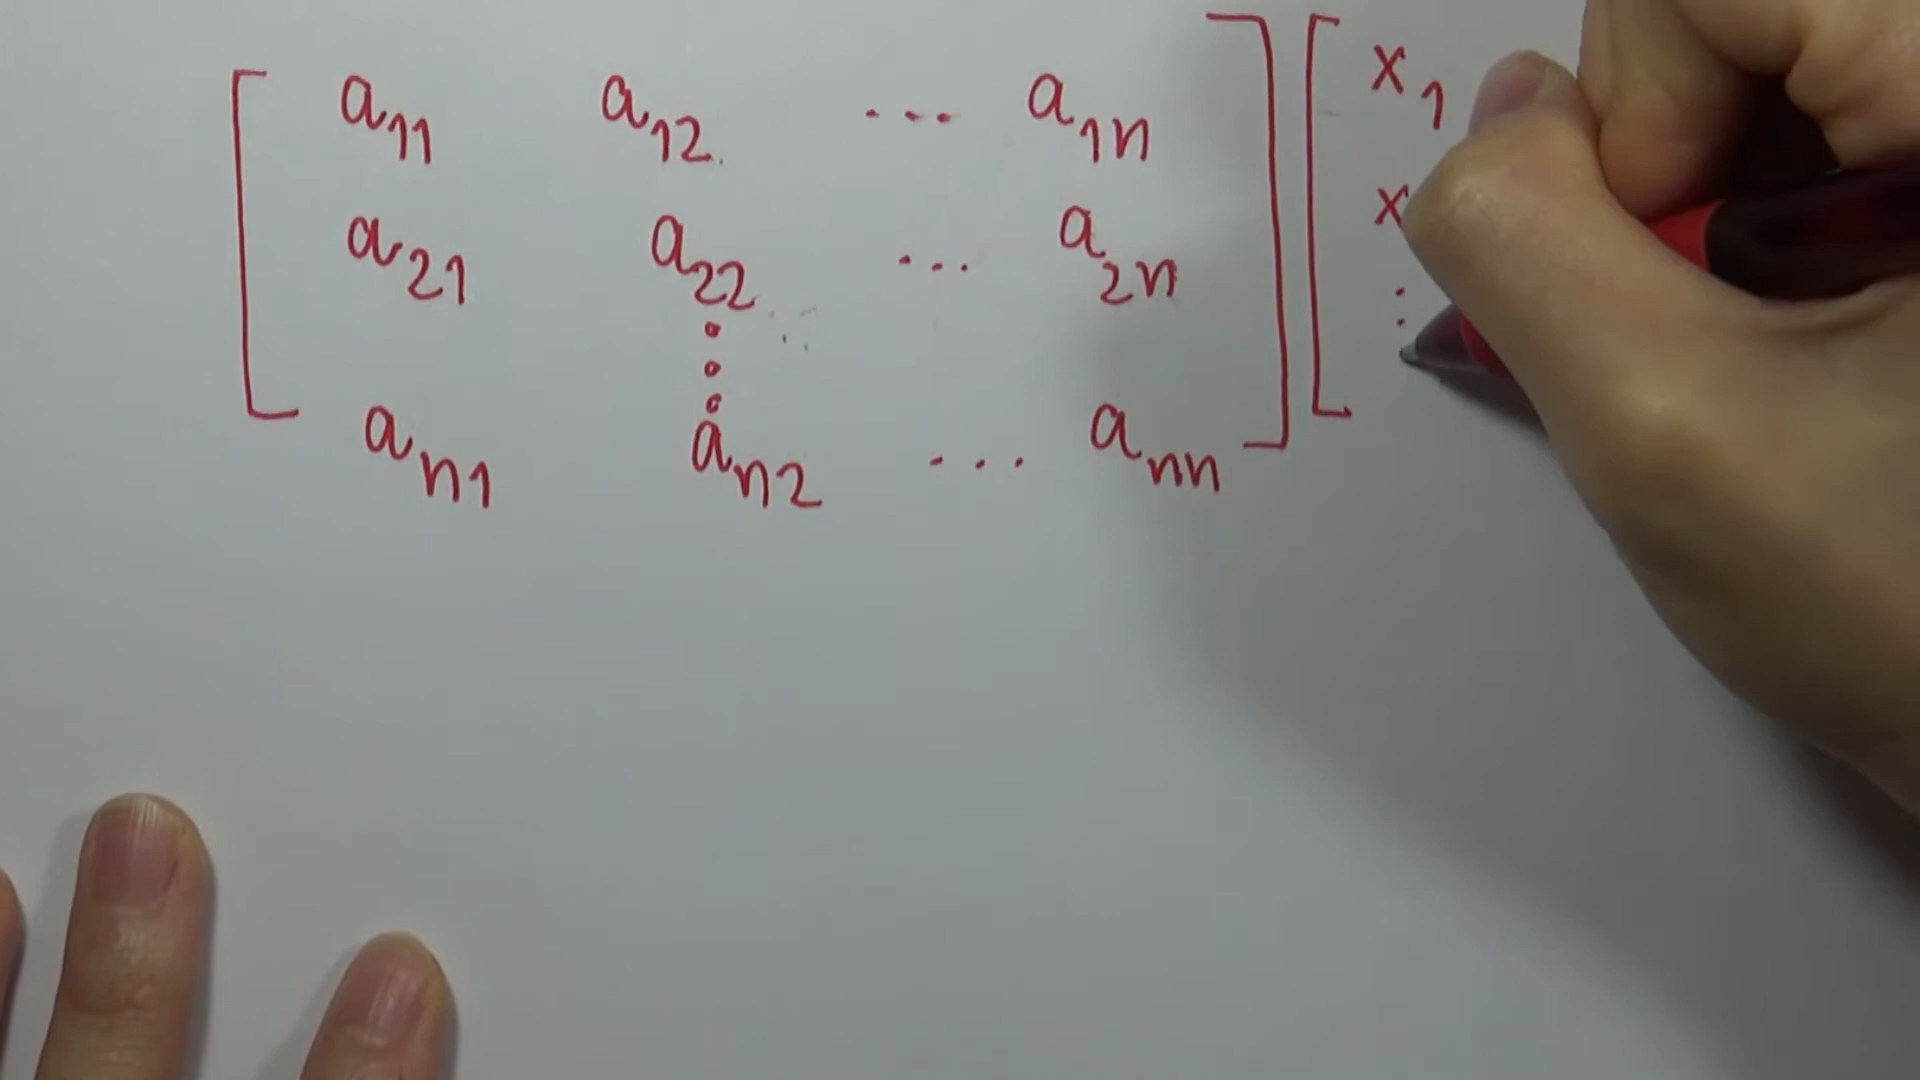 [ a₁₁ a₁₂ ... a₁ₙ ] [ x₁
a₂₁ a₂₂ ... a₂ₙ x
⋮ ⋮
aₙ₁ aₙ₂ ... aₙₙ